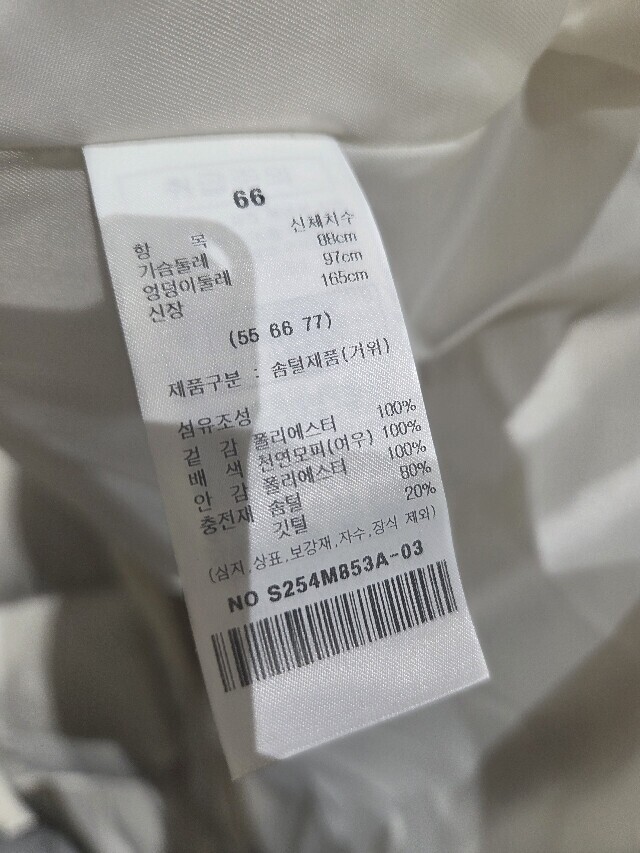 66
항 목 신체치수
가슴둘레 88cm
엉덩이둘레 97cm
신장 165cm
(55 66 77)
제품구분 : 솜털제품(거위)
섬유조성
겉 감 폴리에스터 100%
배 색 천연모피(여우) 100%
안 감 폴리에스터 100%
충전재 솜털 80%
깃털 20%
(심지,상표,보강재,자수,장식 제외)
NO S254M853A-03